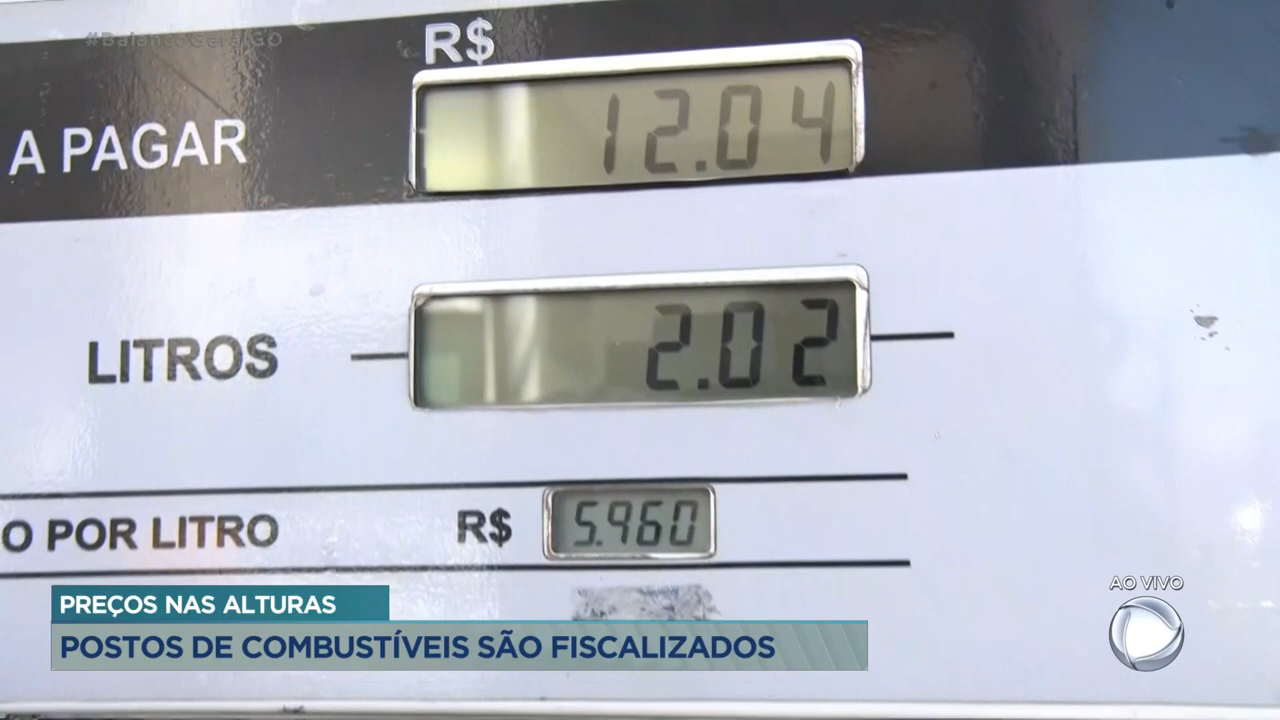 #BalançoGeralGO
R$
A PAGAR
12.04
LITROS
2.02
O POR LITRO R$ 5.960
PREÇOS NAS ALTURAS
POSTOS DE COMBUSTÍVEIS SÃO FISCALIZADOS
AO VIVO